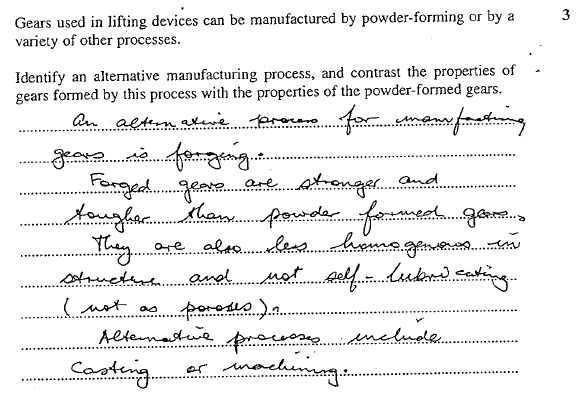 Gears used in lifting devices can be manufactured by powder-forming or by a 3
variety of other processes.
Identify an alternative manufacturing process, and contrast the properties of
gears formed by this process with the properties of the powder-formed gears.
An alternative process for manufacturing
gears is forging.
Forged gears are stronger and
tougher than powder formed gears.
They are also less homogenous in
structure and not self-lubricating
(not as porous).
Alternative processes include
Casting or machining.